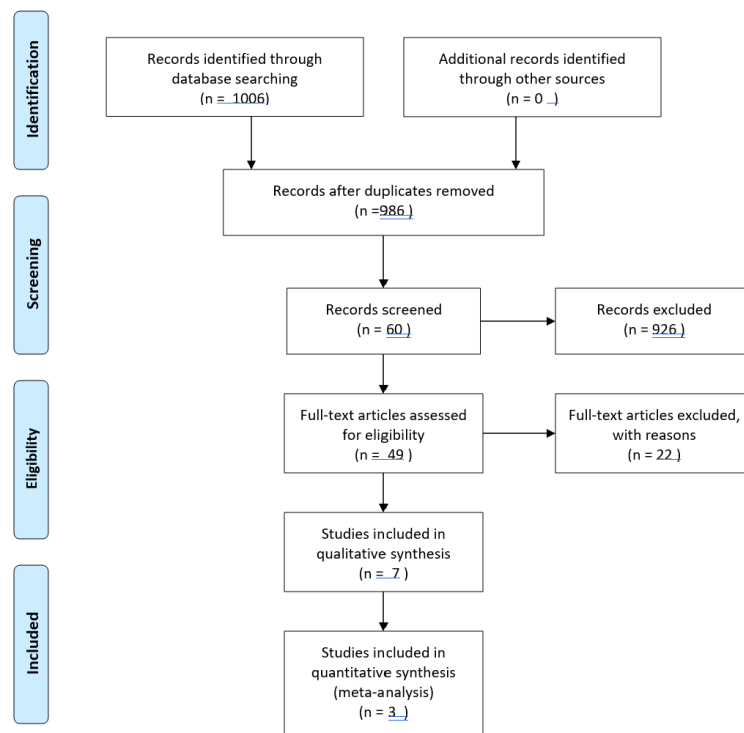 Identification
Records identified through
database searching
(n = 1006)
Additional records identified
through other sources
(n = 0 )
Records after duplicates removed
(n =986 )
Screening
Records screened
(n = 60 )
Records excluded
(n = 926 )
Eligibility
Full-text articles assessed
for eligibility
(n = 49 )
Full-text articles excluded,
with reasons
(n = 22 )
Studies included in
qualitative synthesis
(n = 7 )
Included
Studies included in
quantitative synthesis
(meta-analysis)
(n = 3 )